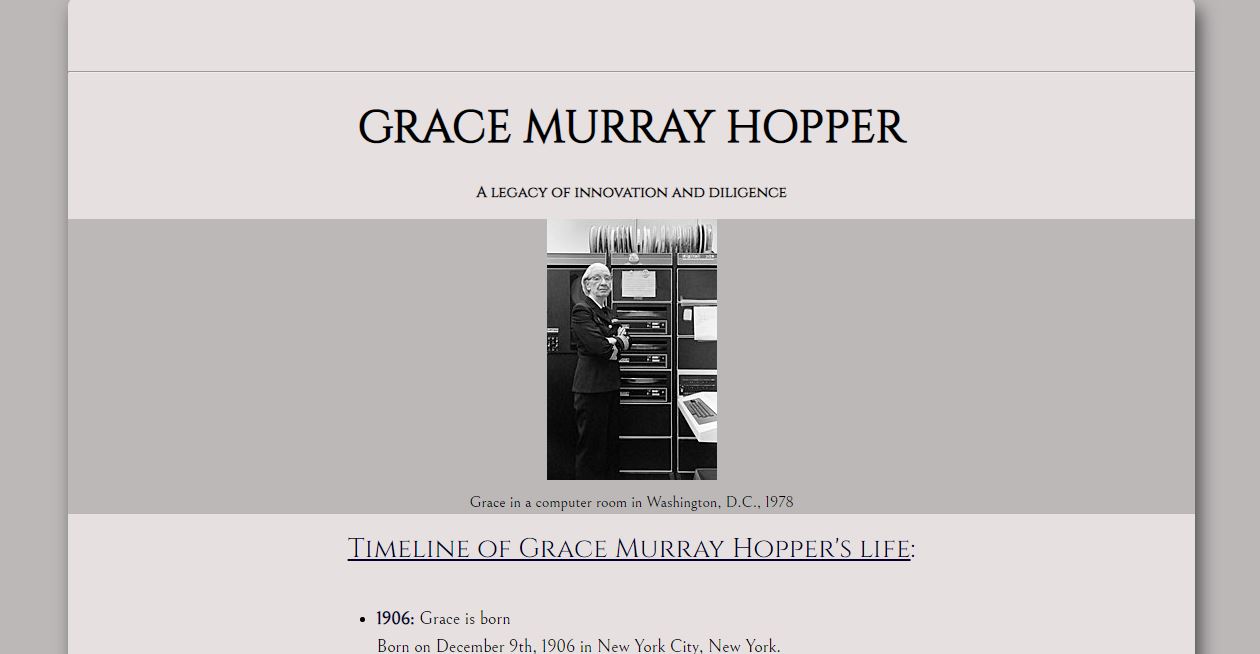 GRACE MURRAY HOPPER
A LEGACY OF INNOVATION AND DILIGENCE
Grace in a computer room in Washington, D.C., 1978
TIMELINE OF GRACE MURRAY HOPPER'S LIFE:
1906: Grace is born
Born on December 9th, 1906 in New York City, New York.